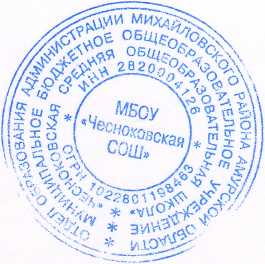 ОТДЕЛ ОБРАЗОВАНИЯ АДМИНИСТРАЦИИ МИХАЙЛОВСКОГО РАЙОНА АМУРСКОЙ ОБЛАСТИ
МУНИЦИПАЛЬНОЕ БЮДЖЕТНОЕ ОБЩЕОБРАЗОВАТЕЛЬНОЕ УЧРЕЖДЕНИЕ *
"ЧЕСНОКОВСКАЯ СРЕДНЯЯ ОБЩЕОБРАЗОВАТЕЛЬНАЯ ШКОЛА" *
ИНН 2820004126
ОГРН 1022801198463
МБОУ
«Чесноковская
СОШ»